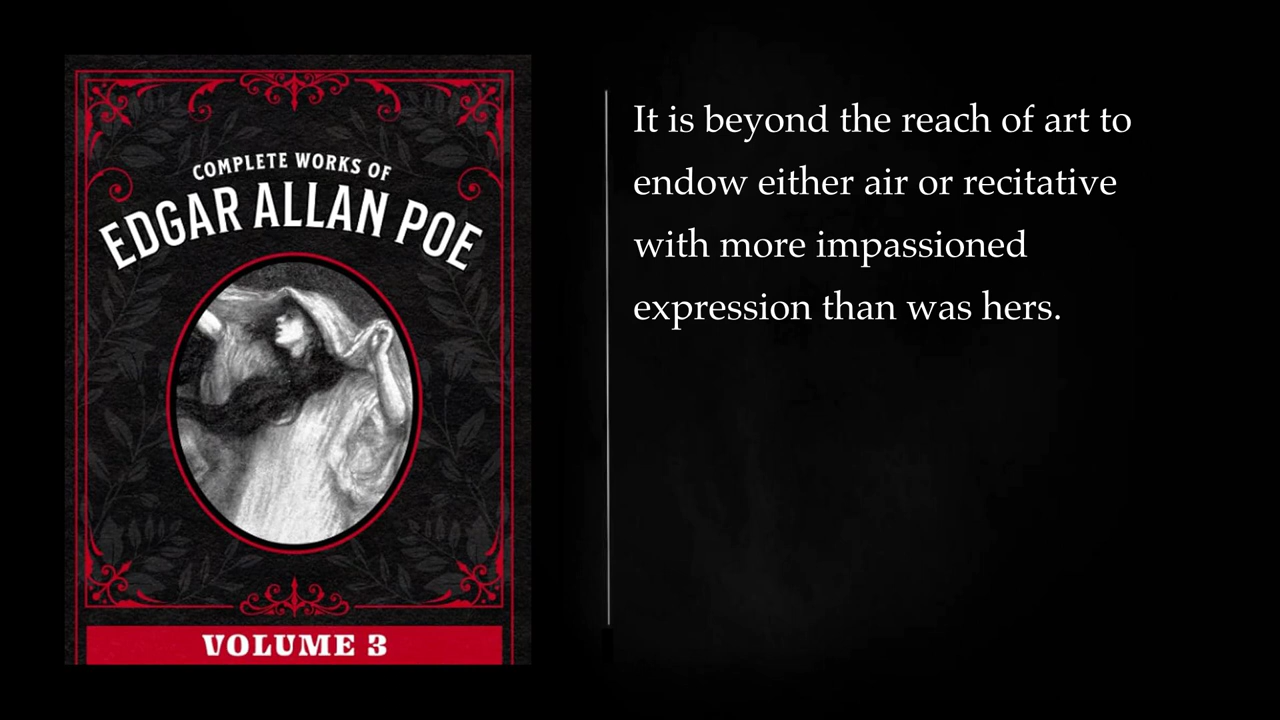 COMPLETE WORKS OF
EDGAR ALLAN POE
VOLUME 3
It is beyond the reach of art to
endow either air or recitative
with more impassioned
expression than was hers.